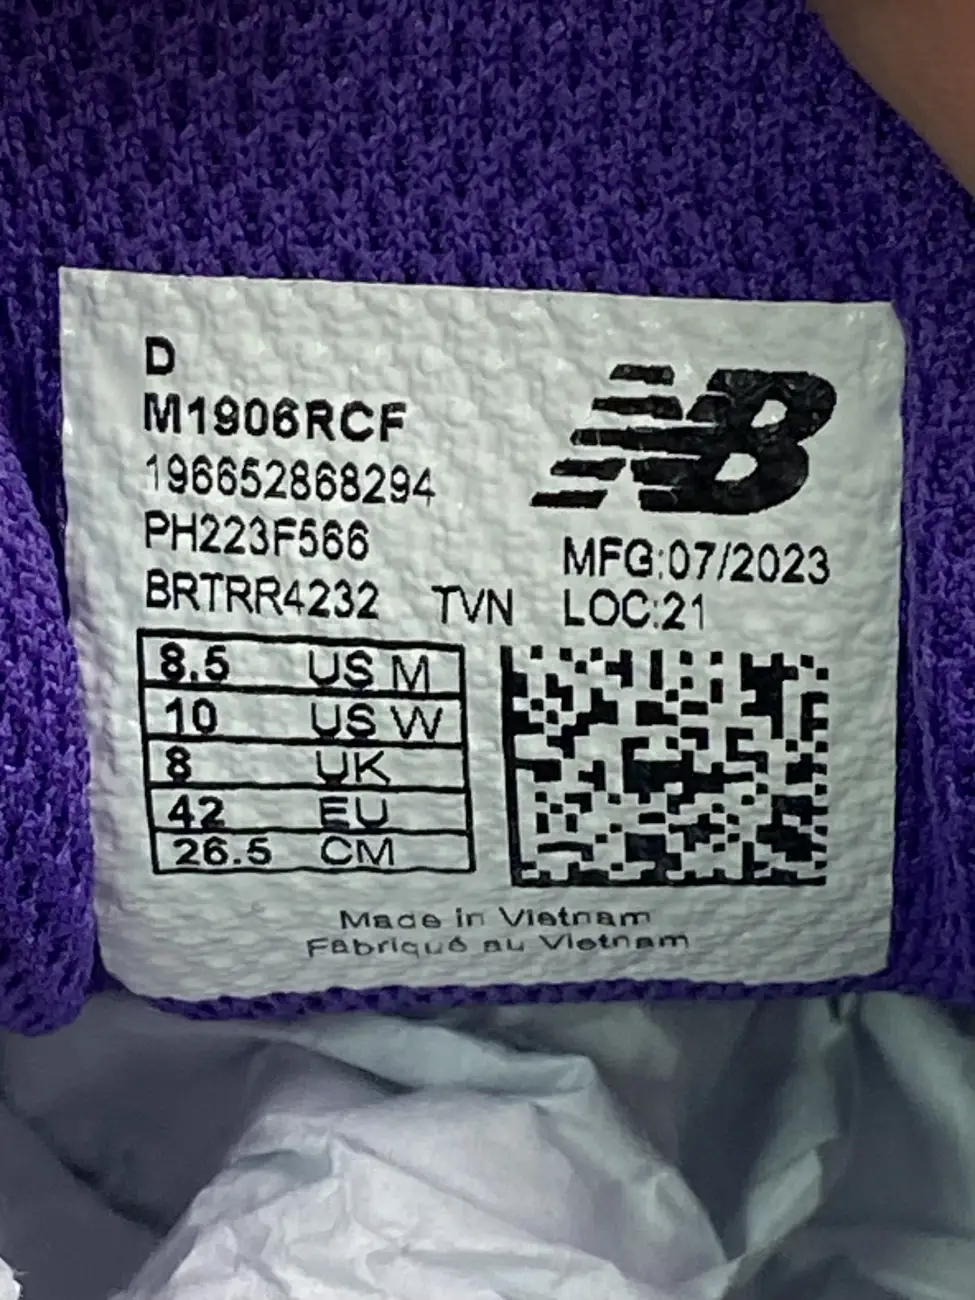 D
M1906RCF
196652868294
PH223F566
BRTRR4232 TVN
NB
MFG:07/2023
LOC:21
8.5 US M
10 US W
8 UK
42 EU
26.5 CM
Made in Vietnam
Fabriqué au Vietnam